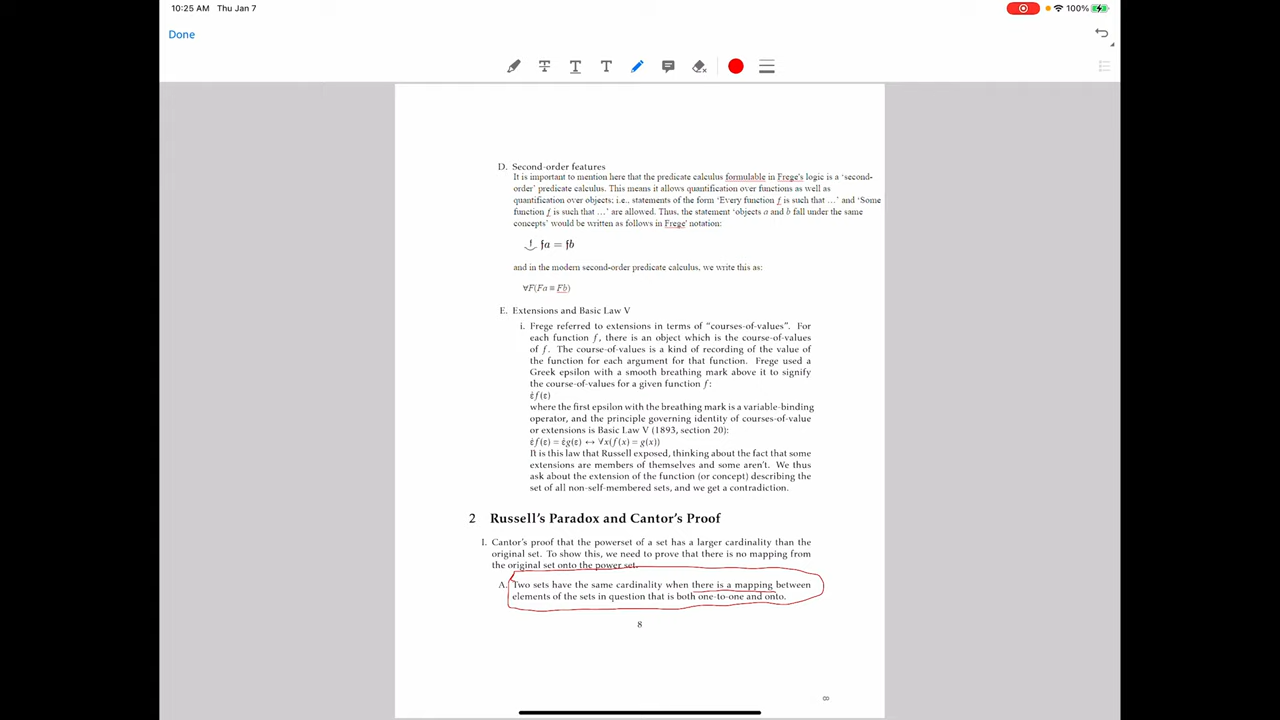 10:25 AM Thu Jan 7
100%
Done
D. Second-order features
It is important to mention here that the predicate calculus formulable in Frege's logic is a 'second-
order' predicate calculus. This means it allows quantification over functions as well as
quantification over objects; i.e., statements of the form 'Every function f is such that …' and 'Some
function f is such that …' are allowed. Thus, the statement 'objects a and b fall under the same
concepts' would be written as follows in Frege' notation:
𝔣 𝔣a = 𝔣b
and in the modern second-order predicate calculus, we write this as:
∀F(Fa ≡ Fb)
E. Extensions and Basic Law V
i. Frege referred to extensions in terms of "courses-of-values". For
each function f, there is an object which is the course-of-values
of f. The course-of-values is a kind of recording of the value of
the function for each argument for that function. Frege used a
Greek epsilon with a smooth breathing mark above it to signify
the course-of-values for a given function f:
ἐf(ε)
where the first epsilon with the breathing mark is a variable-binding
operator, and the principle governing identity of courses-of-value
or extensions is Basic Law V (1893, section 20):
ἐf(ε) = ἐg(ε) ↔ ∀x(f(x) = g(x))
It is this law that Russell exposed, thinking about the fact that some
extensions are members of themselves and some aren't. We thus
ask about the extension of the function (or concept) describing the
set of all non-self-membered sets, and we get a contradiction.
2 Russell's Paradox and Cantor's Proof
I. Cantor's proof that the powerset of a set has a larger cardinality than the
original set. To show this, we need to prove that there is no mapping from
the original set onto the power set.
A. Two sets have the same cardinality when there is a mapping between
elements of the sets in question that is both one-to-one and onto.
8
8